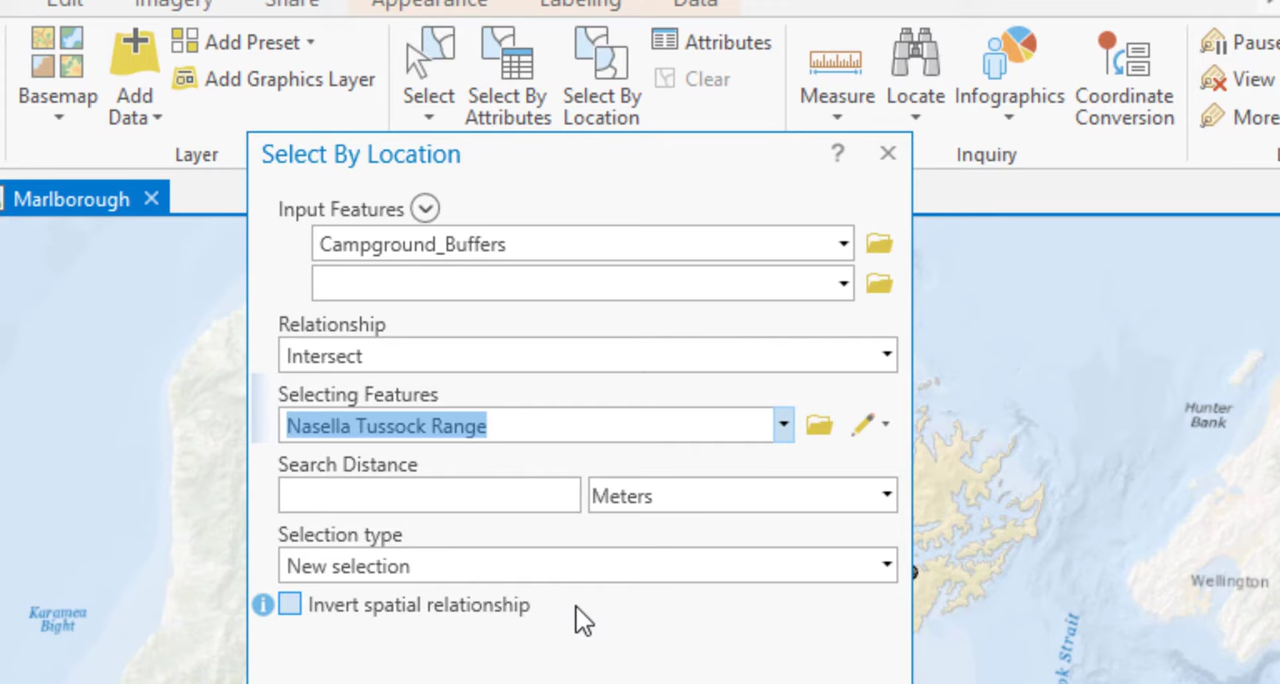 Edit Imagery Share Appearance Labeling Data
Basemap
Add
Data
Add Preset
Add Graphics Layer
Layer
Select
Select By
Attributes
Select By
Location
Attributes
Clear
Measure
Locate
Infographics
Coordinate
Conversion
Inquiry
Pause
View
More
Marlborough
Select By Location
?
Input Features
Campground_Buffers
Relationship
Intersect
Selecting Features
Nasella Tussock Range
Search Distance
Meters
Selection type
New selection
Invert spatial relationship
Karamea
Bight
Hunter
Bank
Wellington
ok Strait